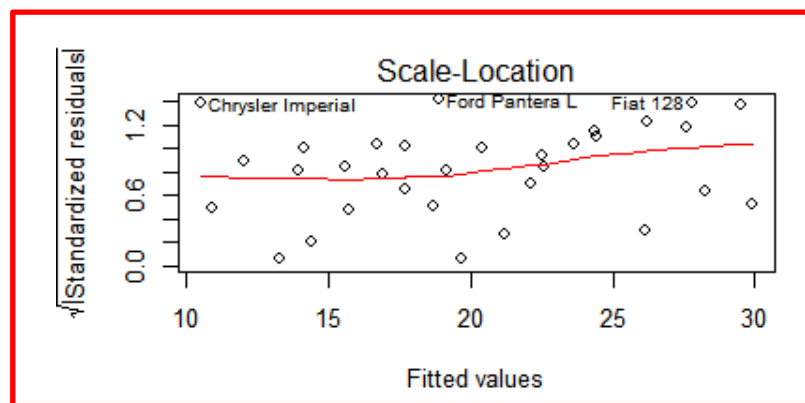 Scale-Location
√|Standardized residuals|
1.2
0.6
0.0
Chrysler Imperial
Ford Pantera L
Fiat 128
10 15 20 25 30
Fitted values